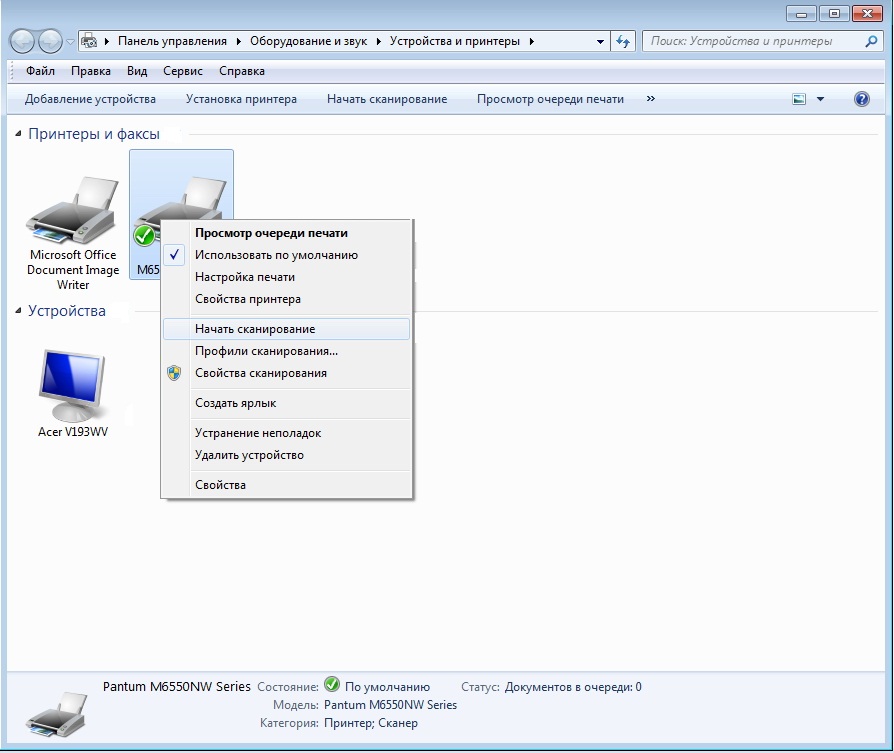 Панель управления Оборудование и звук Устройства и принтеры Поиск: Устройства и принтеры
Файл Правка Вид Сервис Справка
Добавление устройства Установка принтера Начать сканирование Просмотр очереди печати »
Принтеры и факсы
Microsoft Office
Document Image
Writer
M65
Просмотр очереди печати
Использовать по умолчанию
Настройка печати
Свойства принтера
Начать сканирование
Профили сканирования...
Свойства сканирования
Создать ярлык
Устранение неполадок
Удалить устройство
Свойства
Устройства
Acer V193WV
Pantum M6550NW Series Состояние: По умолчанию Статус: Документов в очереди: 0
Модель: Pantum M6550NW Series
Категория: Принтер; Сканер